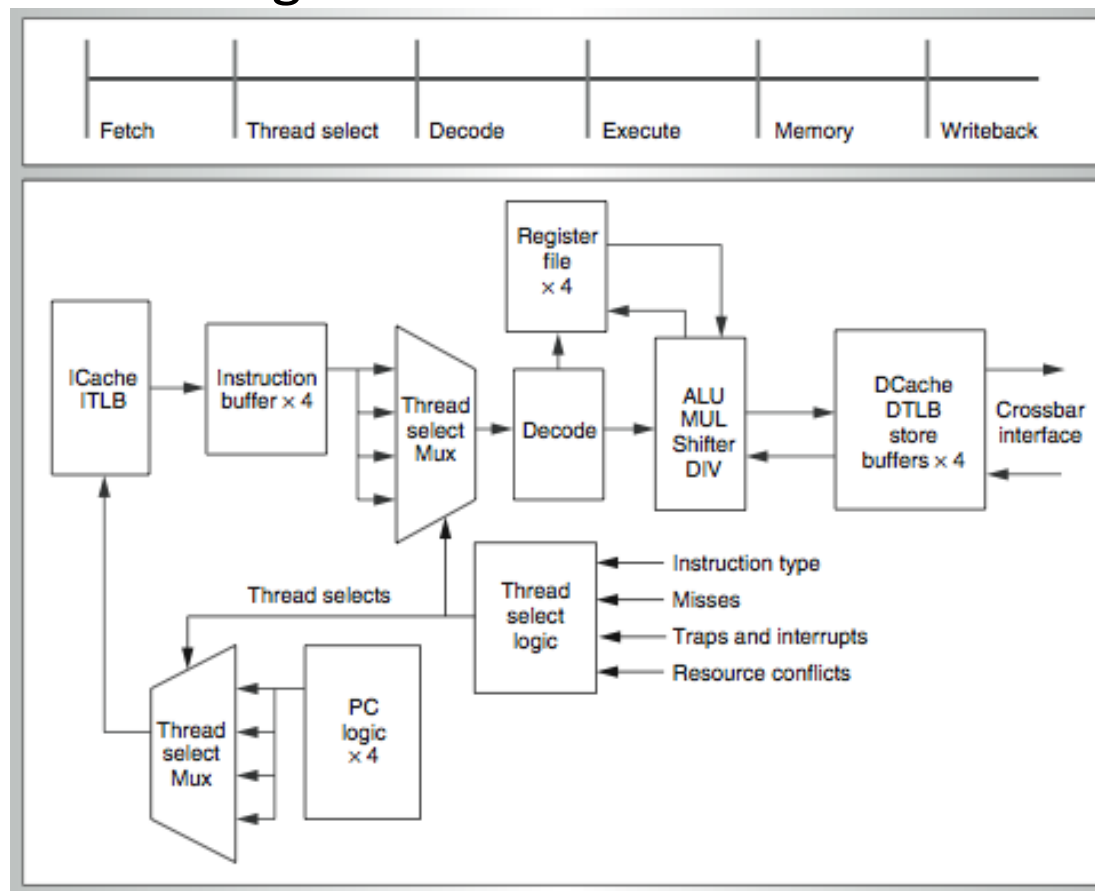 Fetch
Thread select
Decode
Execute
Memory
Writeback
Register
file
× 4
ICache
ITLB
Instruction
buffer × 4
Thread
select
Mux
Decode
ALU
MUL
Shifter
DIV
DCache
DTLB
store
buffers × 4
Crossbar
interface
Thread selects
Thread
select
logic
Instruction type
Misses
Traps and interrupts
Resource conflicts
Thread
select
Mux
PC
logic
× 4